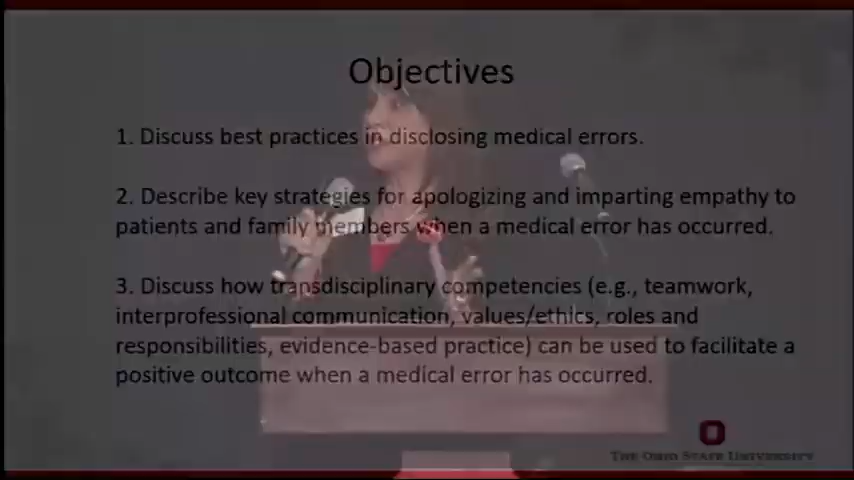 Objectives
1. Discuss best practices in disclosing medical errors.
2. Describe key strategies for apologizing and imparting empathy to
patients and family members when a medical error has occurred.
3. Discuss how transdisciplinary competencies (e.g., teamwork,
interprofessional communication, values/ethics, roles and
responsibilities, evidence-based practice) can be used to facilitate a
positive outcome when a medical error has occurred.
THE OHIO STATE UNIVERSITY